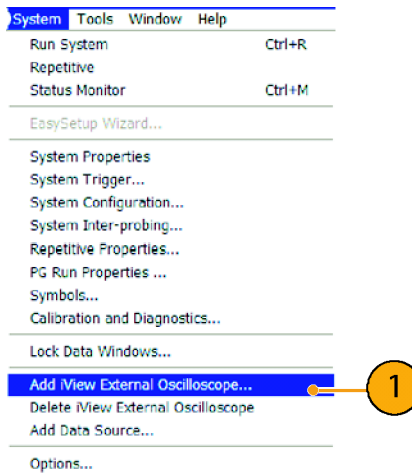 System Tools Window Help
Run System Ctrl+R
Repetitive
Status Monitor Ctrl+M
EasySetup Wizard...
System Properties
System Trigger...
System Configuration...
System Inter-probing...
Repetitive Properties...
PG Run Properties ...
Symbols...
Calibration and Diagnostics...
Lock Data Windows...
Add iView External Oscilloscope...
1
Delete iView External Oscilloscope
Add Data Source...
Options...